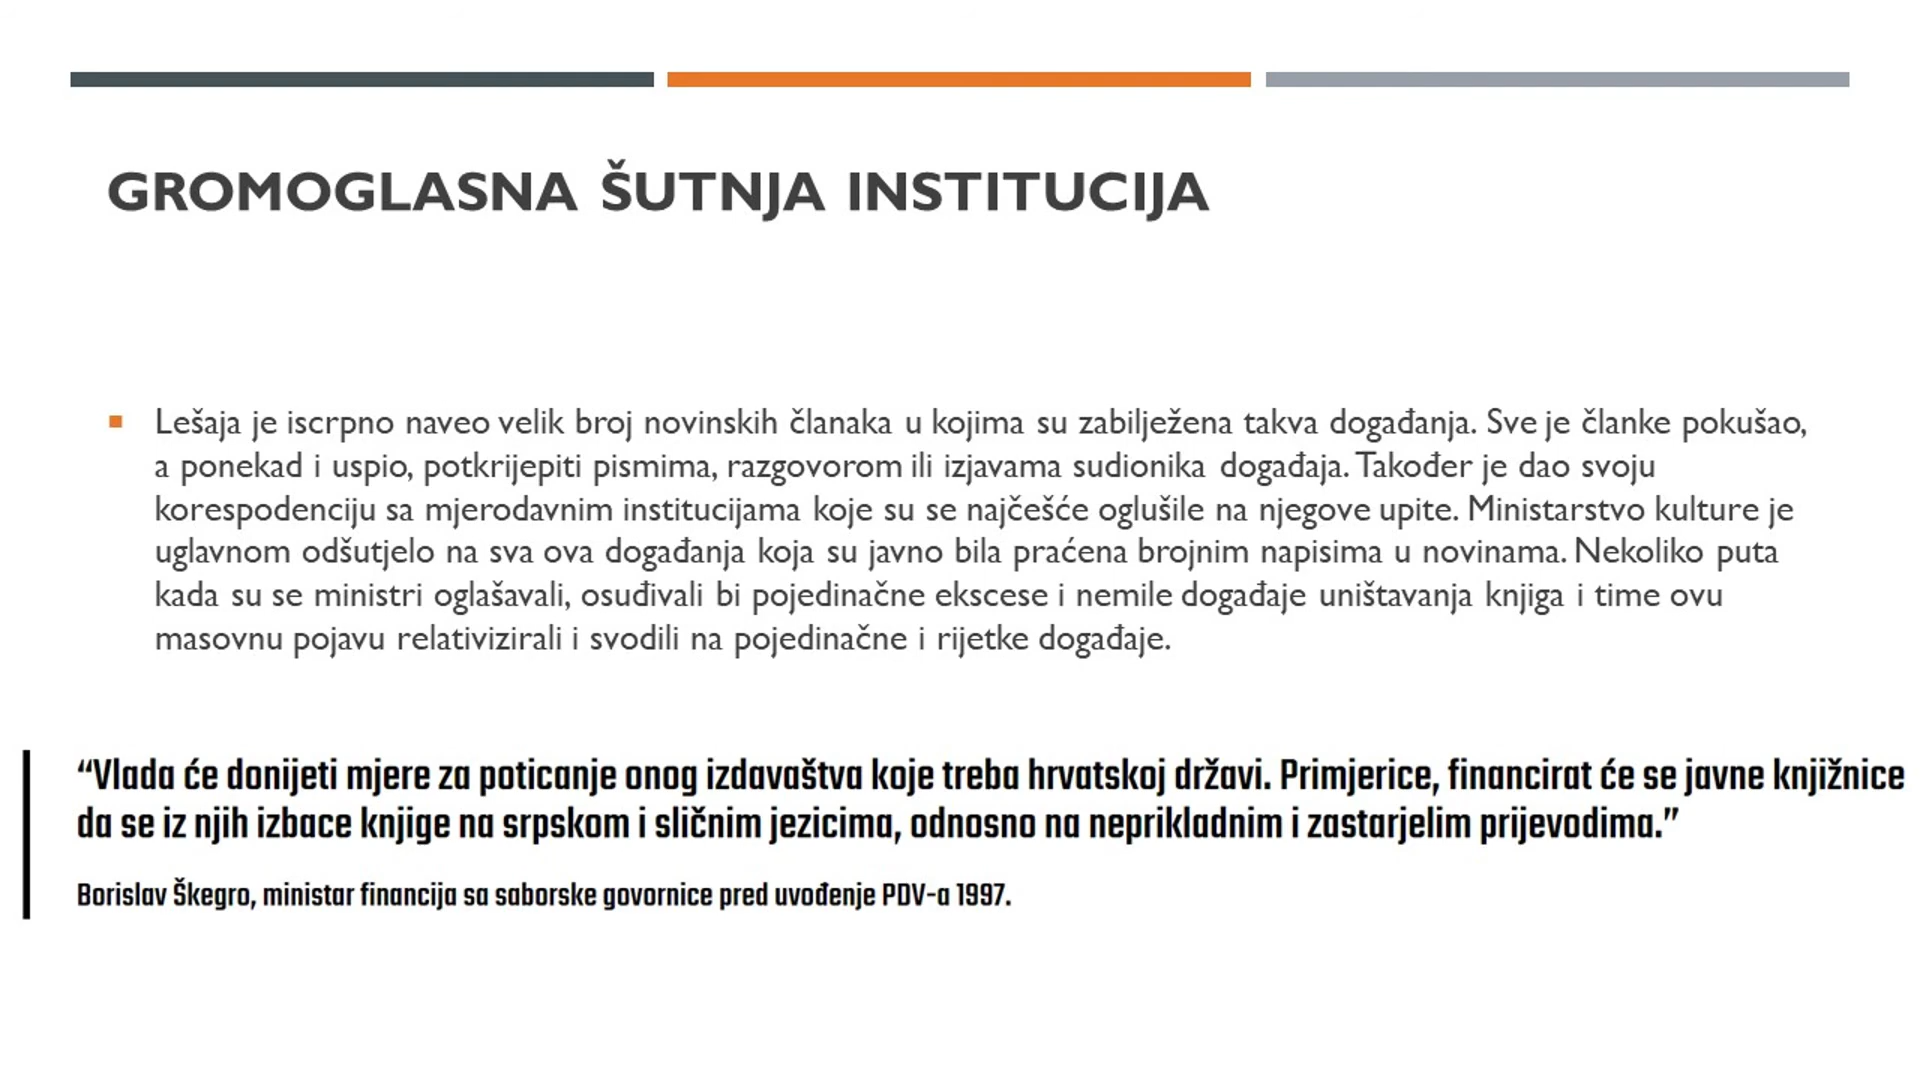 GROMOGLASNA ŠUTNJA INSTITUCIJA
Lešaja je iscrpno naveo velik broj novinskih članaka u kojima su zabilježena takva događanja. Sve je članke pokušao,
a ponekad i uspio, potkrijepiti pismima, razgovorom ili izjavama sudionika događaja. Također je dao svoju
korespodenciju sa mjerodavnim institucijama koje su se najčešće oglušile na njegove upite. Ministarstvo kulture je
uglavnom odšutjelo na sva ova događanja koja su javno bila praćena brojnim napisima u novinama. Nekoliko puta
kada su se ministri oglašavali, osuđivali bi pojedinačne ekscese i nemile događaje uništavanja knjiga i time ovu
masovnu pojavu relativizirali i svodili na pojedinačne i rijetke događaje.
“Vlada će donijeti mjere za poticanje onog izdavaštva koje treba hrvatskoj državi. Primjerice, financirat će se javne knjižnice
da se iz njih izbace knjige na srpskom i sličnim jezicima, odnosno na neprikladnim i zastarjelim prijevodima.”
Borislav Škegro, ministar financija sa saborske govornice pred uvođenje PDV-a 1997.